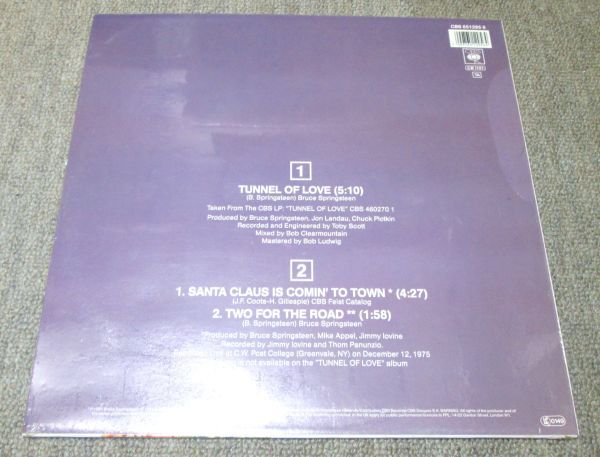 CBS 651295 6
1
TUNNEL OF LOVE (5:10)
(B. Springsteen) Bruce Springsteen
Taken From The CBS LP: "TUNNEL OF LOVE" CBS 460270 1
Produced by Bruce Springsteen, Jon Landau, Chuck Plotkin
Recorded and Engineered by Toby Scott
Mixed by Bob Clearmountain
Mastered by Bob Ludwig
2
1. SANTA CLAUS IS COMIN' TO TOWN * (4:27)
(J.F. Coots-H. Gillespie) CBS Feist Catalog
2. TWO FOR THE ROAD ** (1:58)
(B. Springsteen) Bruce Springsteen
*Produced by Bruce Springsteen, Mike Appel, Jimmy Iovine
Recorded by Jimmy Iovine and Thom Panunzio.
Live at C.W. Post College (Greenvale, NY) on December 12, 1975
is not available on the "TUNNEL OF LOVE" album